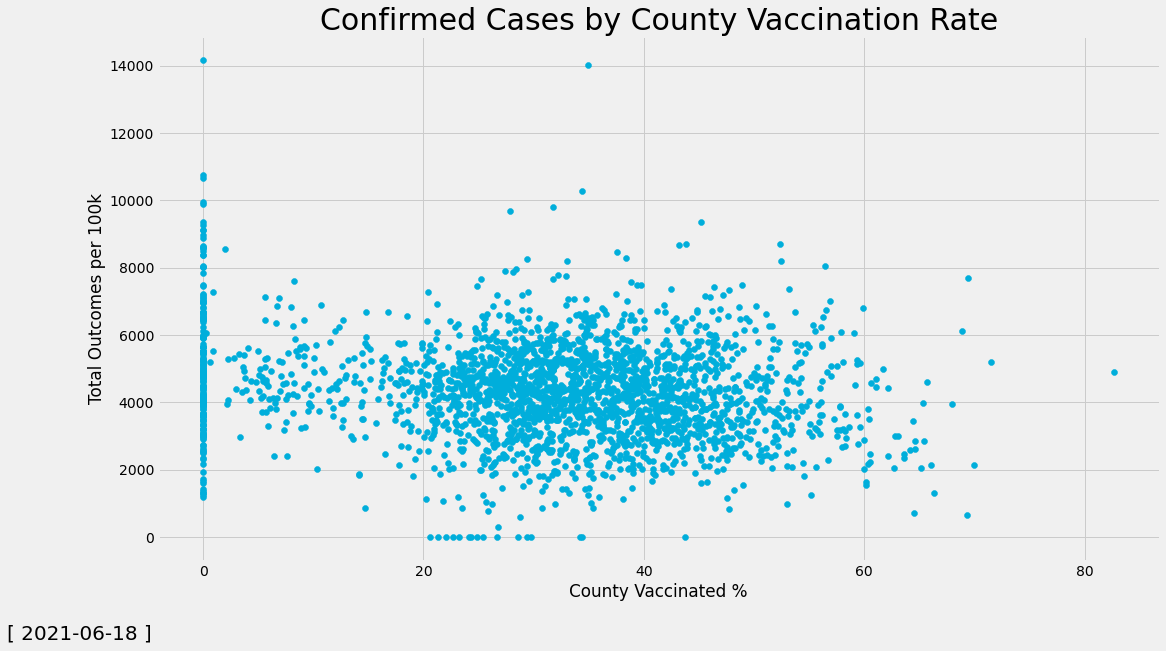 Confirmed Cases by County Vaccination Rate
Total Outcomes per 100k
14000
12000
10000
8000
6000
4000
2000
0
0 20 40 60 80
County Vaccinated %
[ 2021-06-18 ]